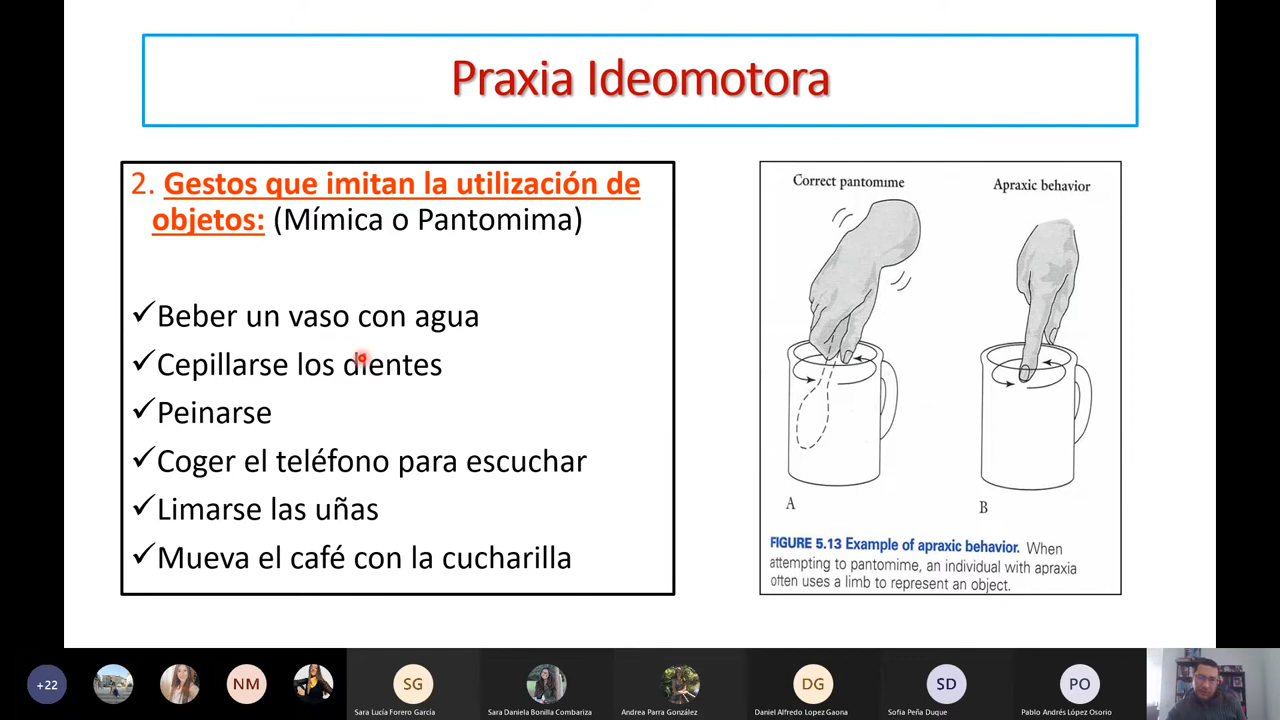 Praxia Ideomotora
2. Gestos que imitan la utilización de
objetos: (Mímica o Pantomima)
✓Beber un vaso con agua
✓Cepillarse los dientes
✓Peinarse
✓Coger el teléfono para escuchar
✓Limarse las uñas
✓Mueva el café con la cucharilla
Correct pantomime
Apraxic behavior
A
B
FIGURE 5.13 Example of apraxic behavior. When
attempting to pantomime, an individual with apraxia
often uses a limb to represent an object.
+22
NM
SG
DG
SD
PO
Sara Lucía Forero García
Sara Daniela Bonilla Combariza
Andrea Parra González
Daniel Alfredo Lopez Gaona
Sofia Peña Duque
Pablo Andrés López Osorio